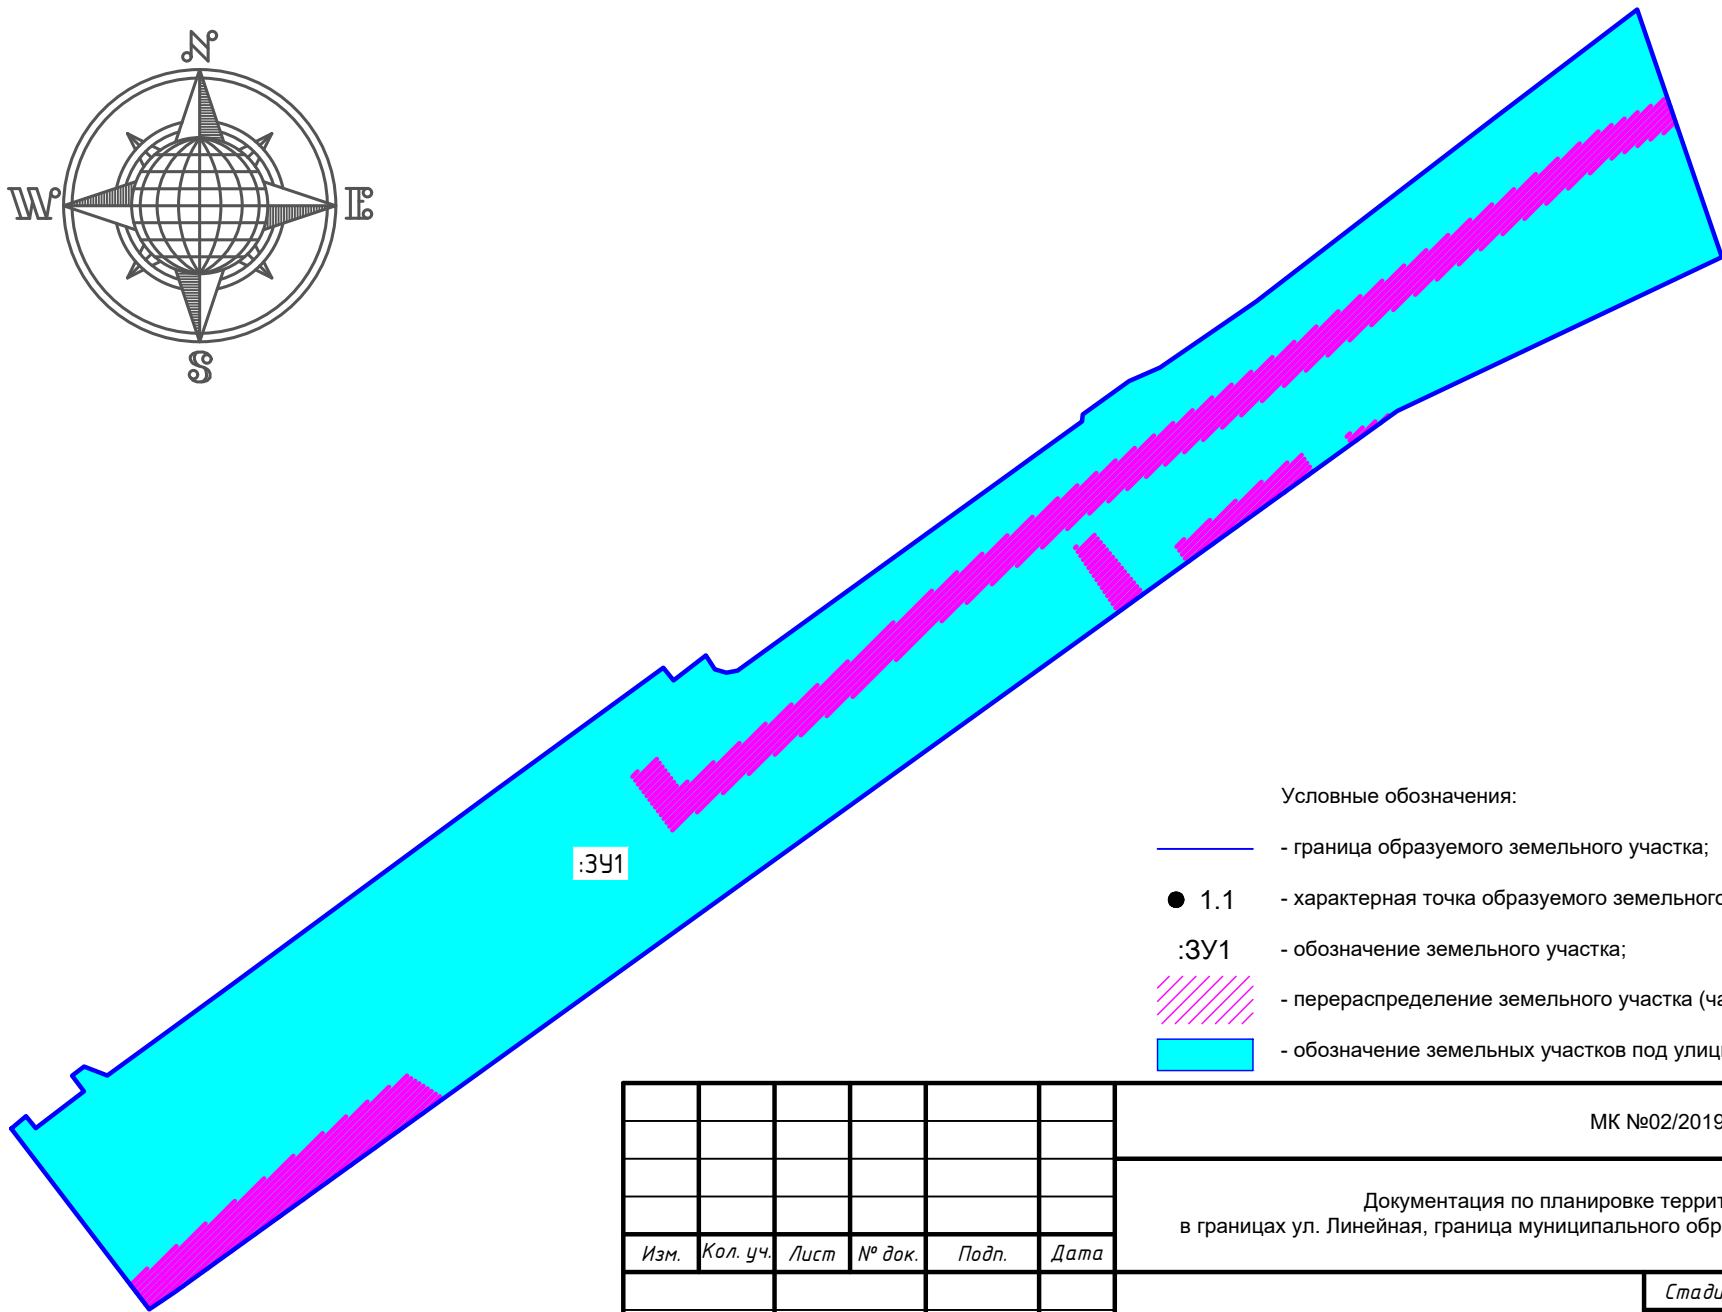 N
W E
S
:ЗУ1
Условные обозначения:
- граница образуемого земельного участка;
1.1 - характерная точка образуемого земельного
:ЗУ1 - обозначение земельного участка;
- перераспределение земельного участка (ча
- обозначение земельных участков под улиц
МК №02/2019
Документация по планировке террит
в границах ул. Линейная, граница муниципального обр
Изм. Кол. уч. Лист № док. Подп. Дата
Стади